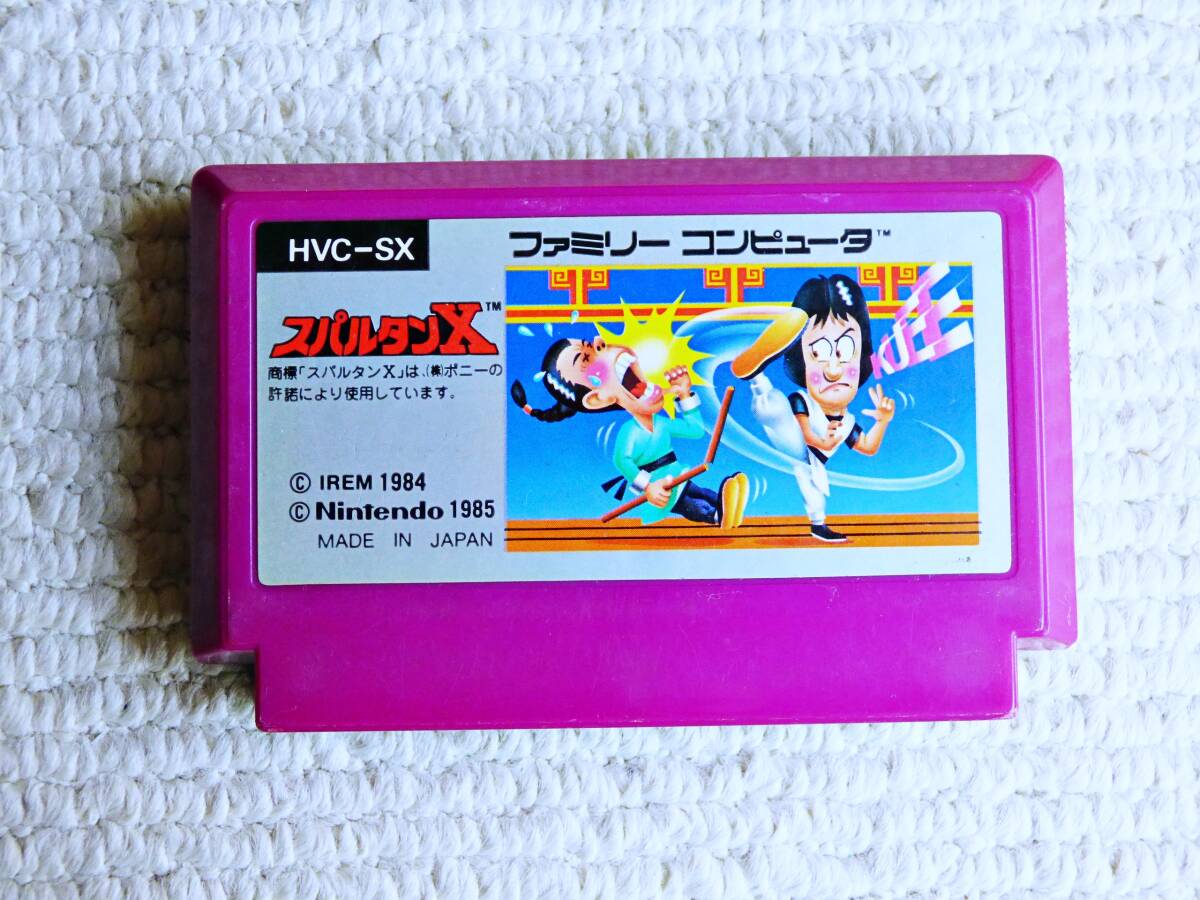 HVC-SX
ファミリー コンピュータ™
スパルタンX™
商標「スパルタンX」は、(株)ポニーの
許諾により使用しています。
KIEEE
© IREM 1984
© Nintendo 1985
MADE IN JAPAN